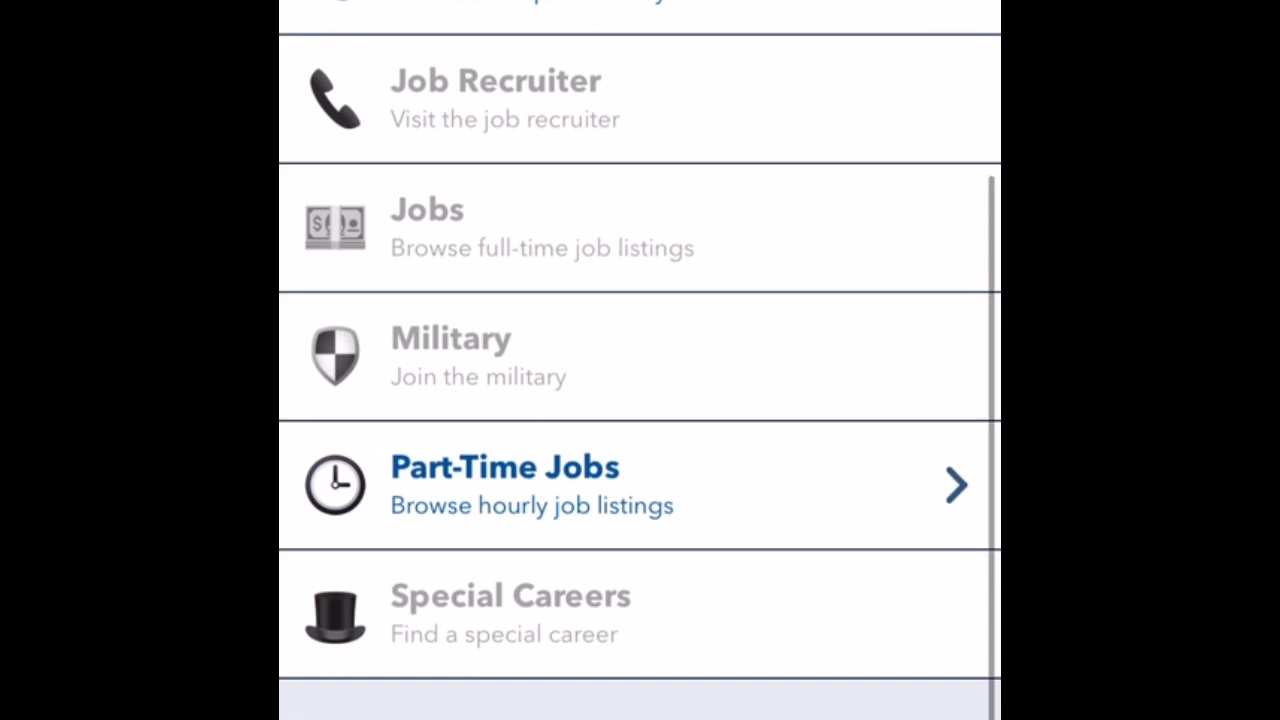 Job Recruiter
Visit the job recruiter
Jobs
Browse full-time job listings
Military
Join the military
Part-Time Jobs
Browse hourly job listings
Special Careers
Find a special career